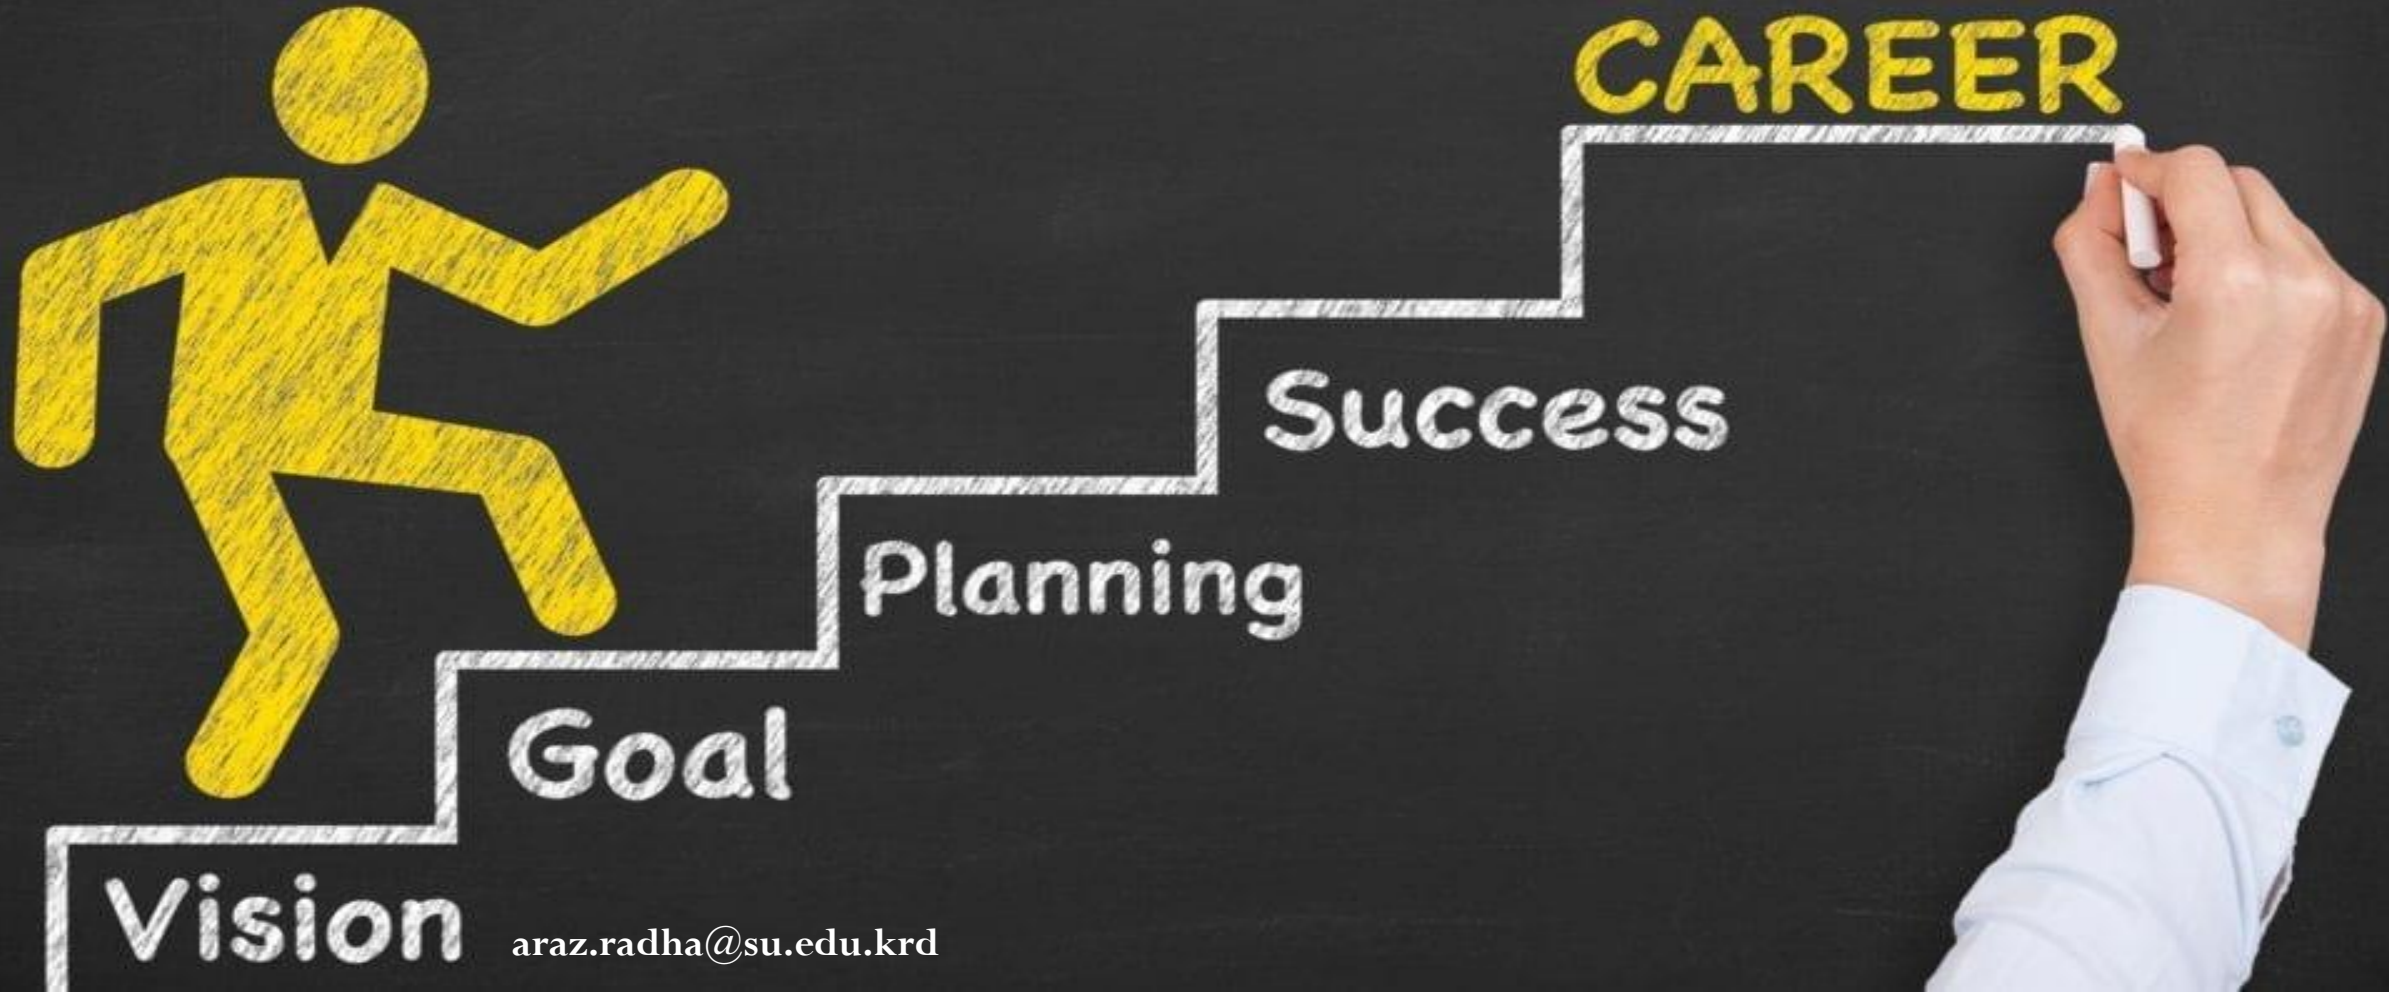 CAREER
Success
Planning
Goal
Vision
araz.radha@su.edu.krd